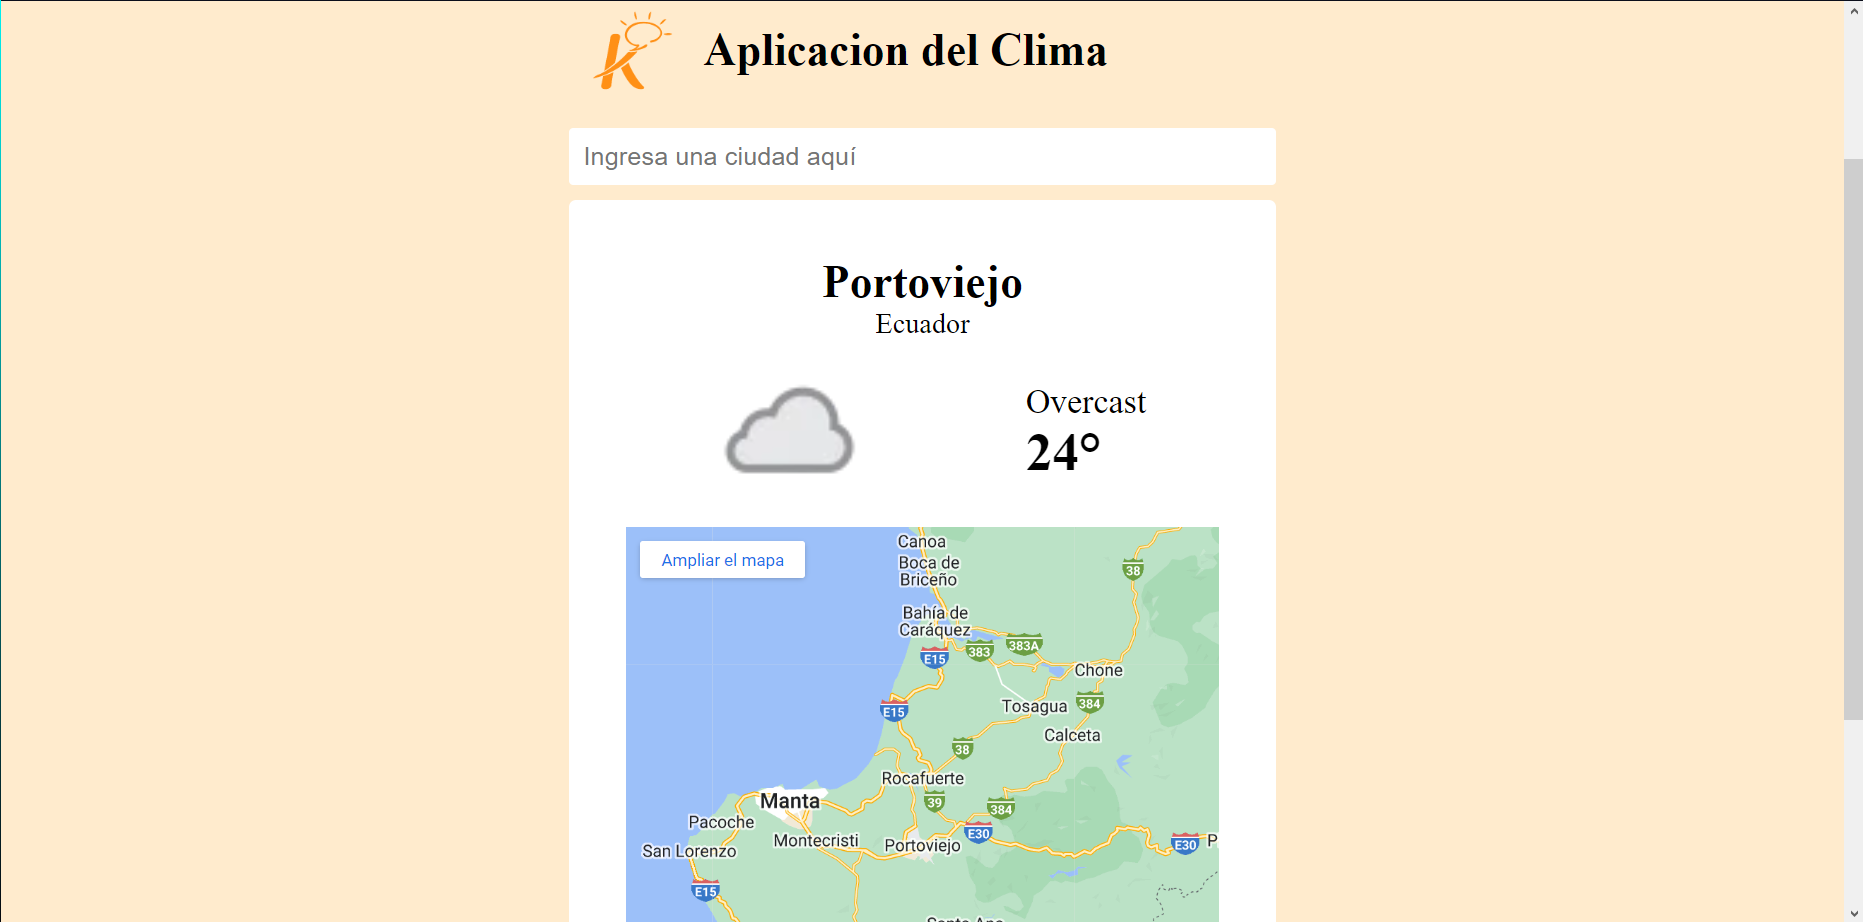 Aplicacion del Clima
Ingresa una ciudad aquí
Portoviejo
Ecuador
Overcast
24°
Ampliar el mapa
Canoa
Boca de
Briceño
38
Bahía de
Caráquez
383
383A
E15
Chone
E15
Tosagua
384
Calceta
38
Rocafuerte
Manta
39
384
Pacoche
E30
Montecristi
Portoviejo
E30
P
San Lorenzo
E15